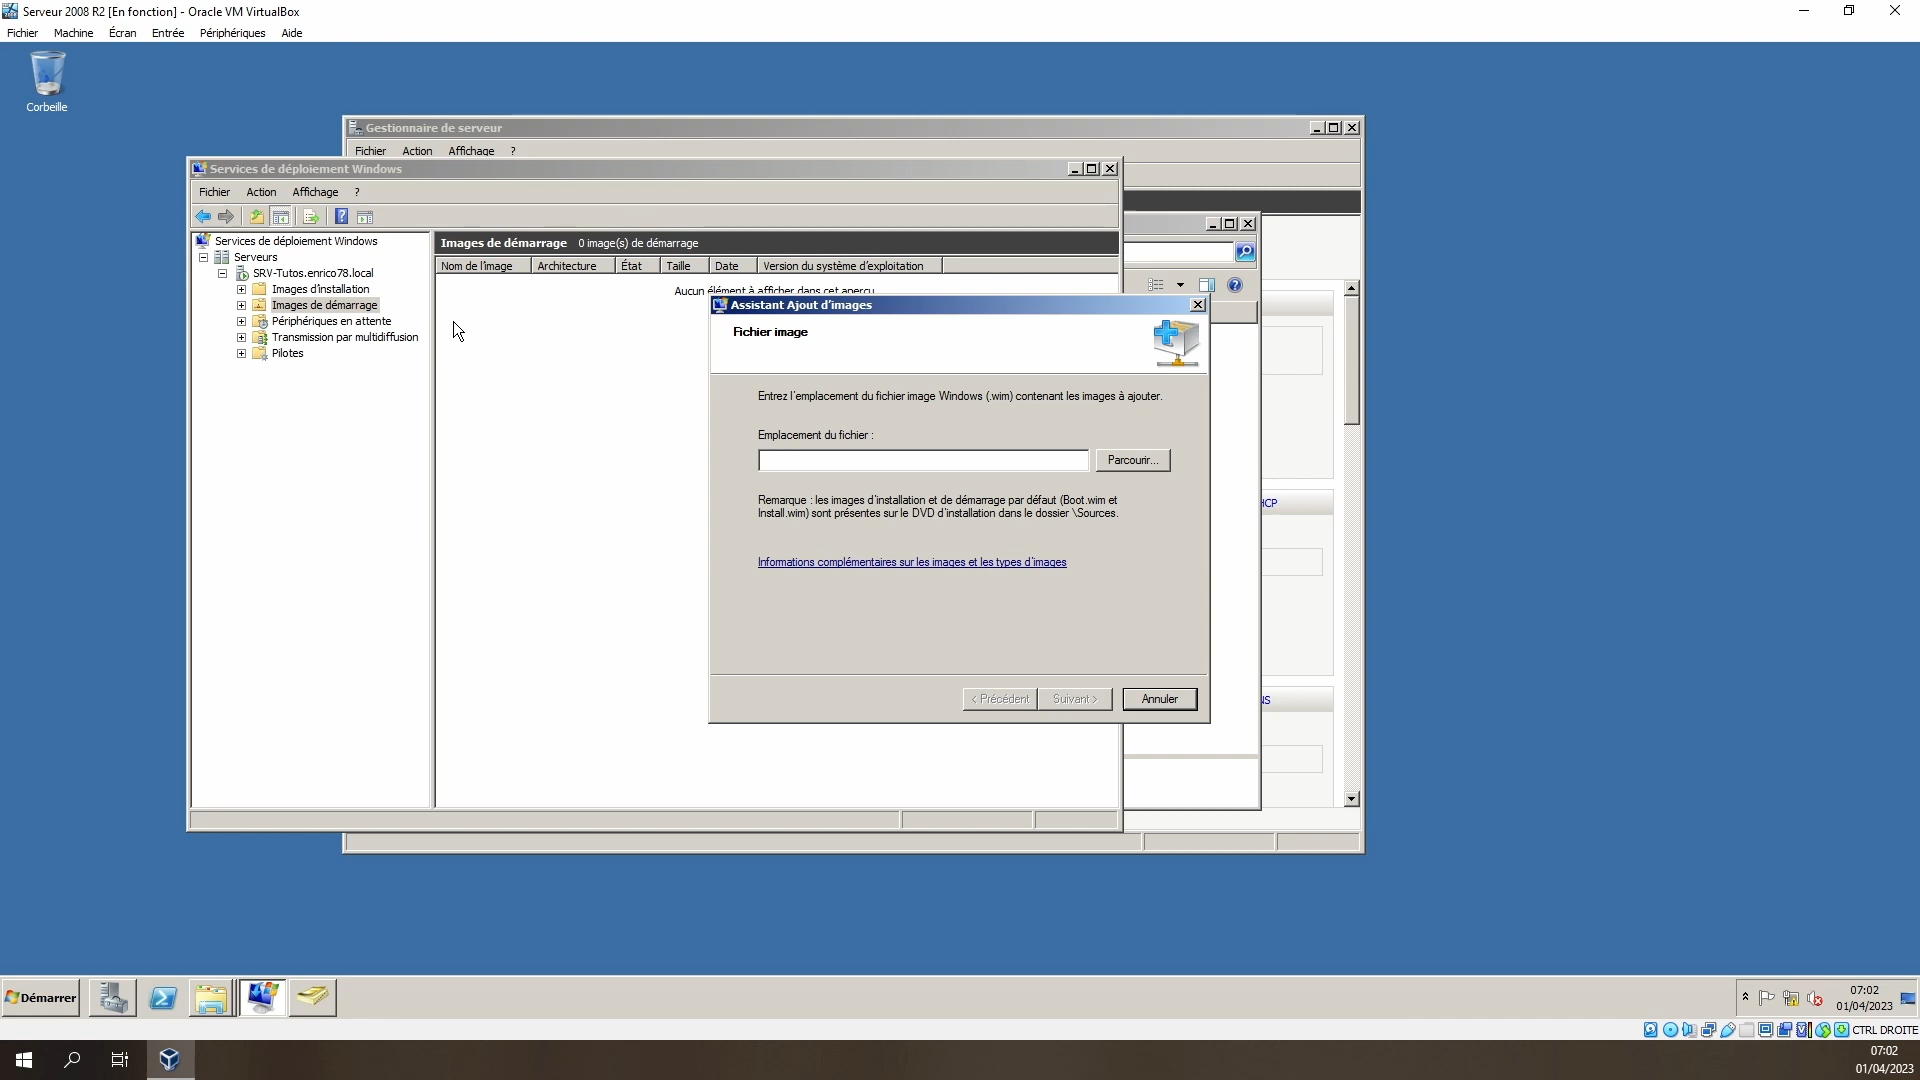 Serveur 2008 R2 [En fonction] - Oracle VM VirtualBox
Fichier Machine Écran Entrée Périphériques Aide
Corbeille
Gestionnaire de serveur
Fichier Action Affichage ?
Services de déploiement Windows
Fichier Action Affichage ?
Services de déploiement Windows
Serveurs
SRV-Tutos.enrico78.local
Images d'installation
Images de démarrage
Périphériques en attente
Transmission par multidiffusion
Pilotes
Images de démarrage 0 image(s) de démarrage
Nom de l'image Architecture État Taille Date Version du système d'exploitation
Aucun élément à afficher dans cet aperçu
Assistant Ajout d'images
Fichier image
Entrez l'emplacement du fichier image Windows (.wim) contenant les images à ajouter.
Emplacement du fichier :
Parcourir...
Remarque : les images d'installation et de démarrage par défaut (Boot.wim et
Install.wim) sont présentes sur le DVD d'installation dans le dossier \Sources.
Informations complémentaires sur les images et les types d'images
< Précédent Suivant > Annuler
Démarrer
07:02
01/04/2023
CTRL DROITE
07:02
01/04/2023